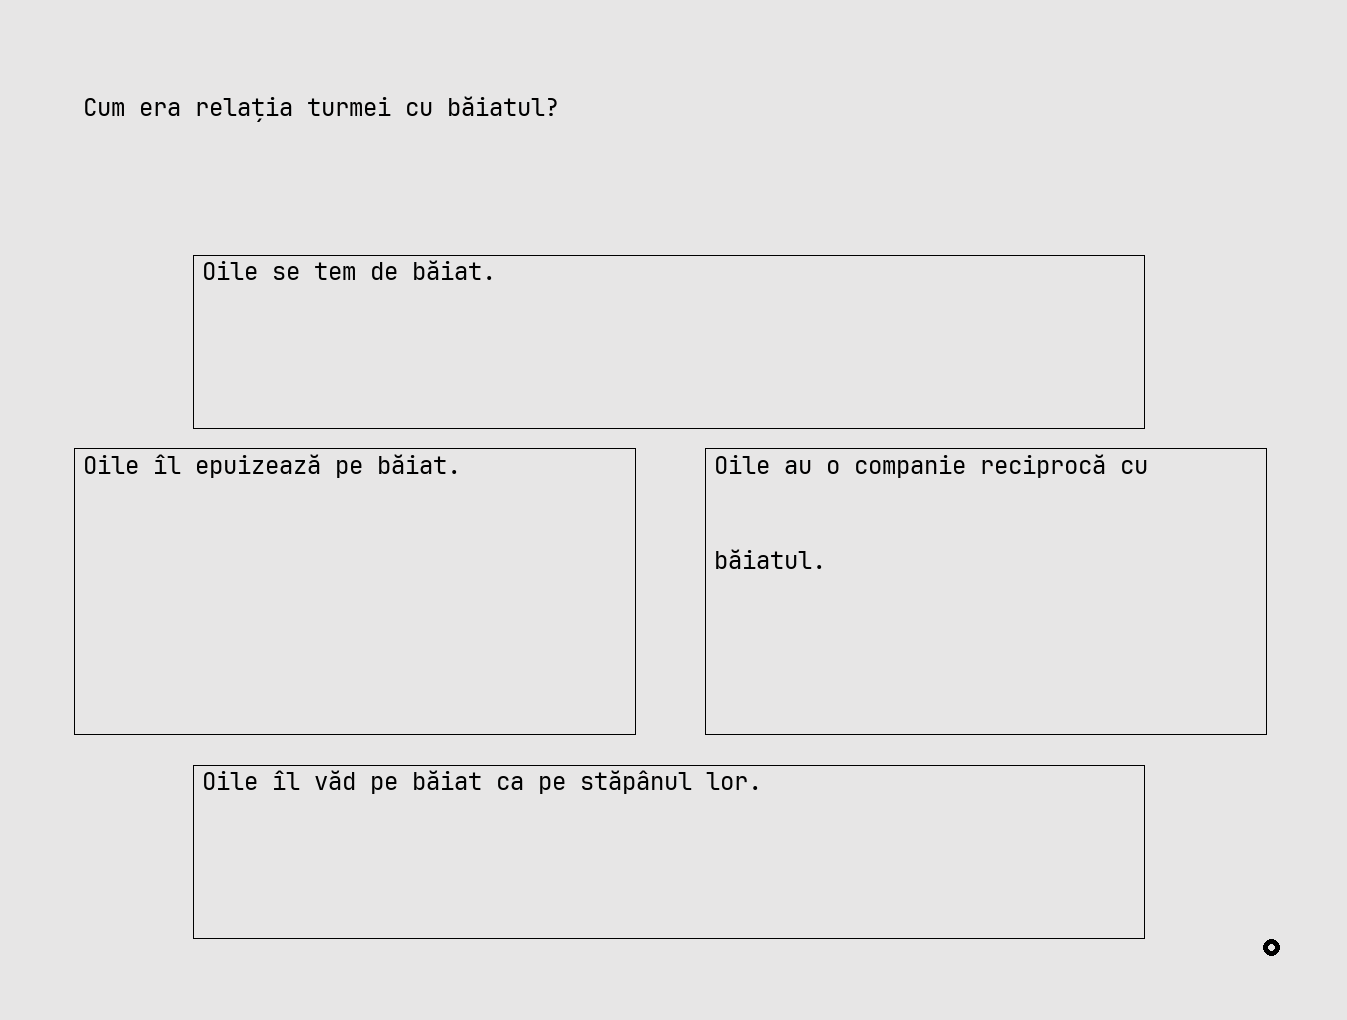 Cum era relația turmei cu băiatul?
Oile se tem de băiat.
Oile îl epuizează pe băiat.
Oile au o companie reciprocă cu
băiatul.
Oile îl văd pe băiat ca pe stăpânul lor.